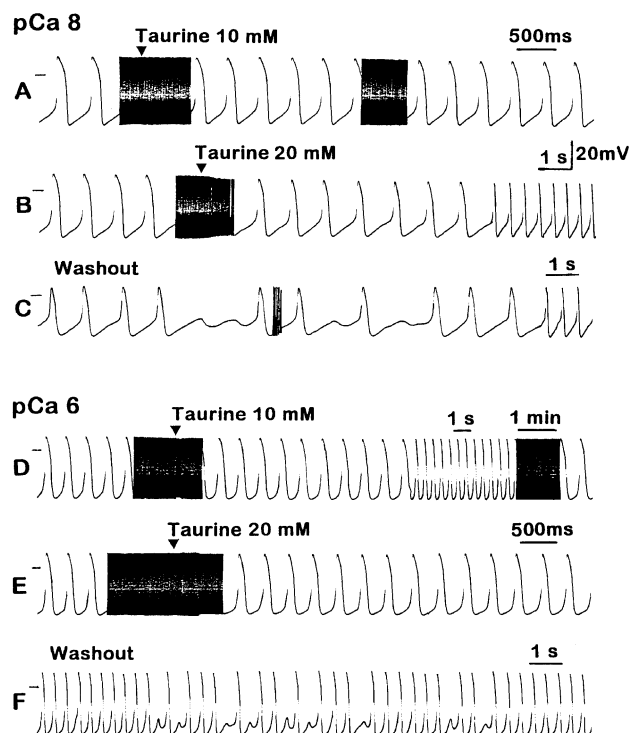 pCa 8
Taurine 10 mM
500ms
A
Taurine 20 mM
1 s
20mV
B
Washout
1 s
C
pCa 6
Taurine 10 mM
1 s
1 min
D
Taurine 20 mM
500ms
E
Washout
1 s
F